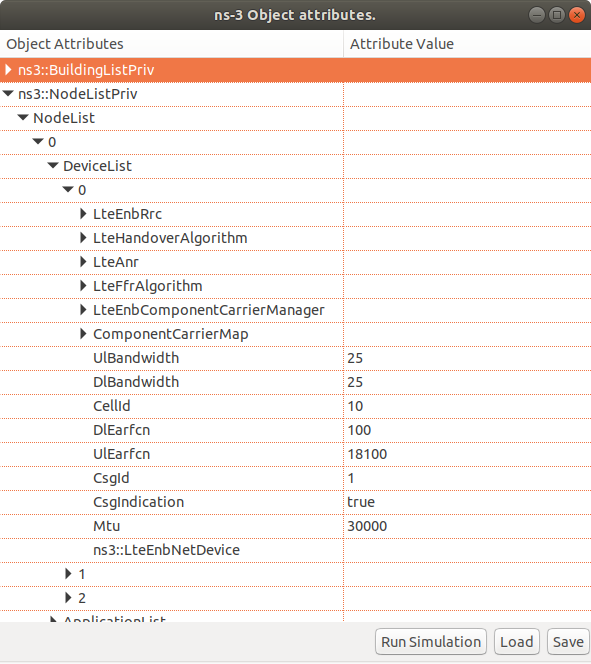 ns-3 Object attributes.
Object Attributes Attribute Value
ns3::BuildingListPriv
ns3::NodeListPriv
NodeList
0
DeviceList
0
LteEnbRrc
LteHandoverAlgorithm
LteAnr
LteFfrAlgorithm
LteEnbComponentCarrierManager
ComponentCarrierMap
UlBandwidth 25
DlBandwidth 25
CellId 10
DlEarfcn 100
UlEarfcn 18100
CsgId 1
CsgIndication true
Mtu 30000
ns3::LteEnbNetDevice
1
2
ApplicationList
Run Simulation Load Save